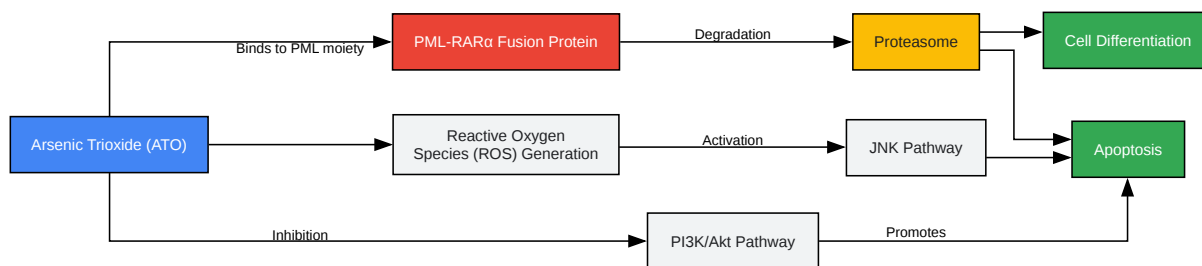 Binds to PML moiety
PML-RARα Fusion Protein
Degradation
Proteasome
Cell Differentiation
Arsenic Trioxide (ATO)
Reactive Oxygen
Species (ROS) Generation
Activation
JNK Pathway
Apoptosis
Inhibition
PI3K/Akt Pathway
Promotes